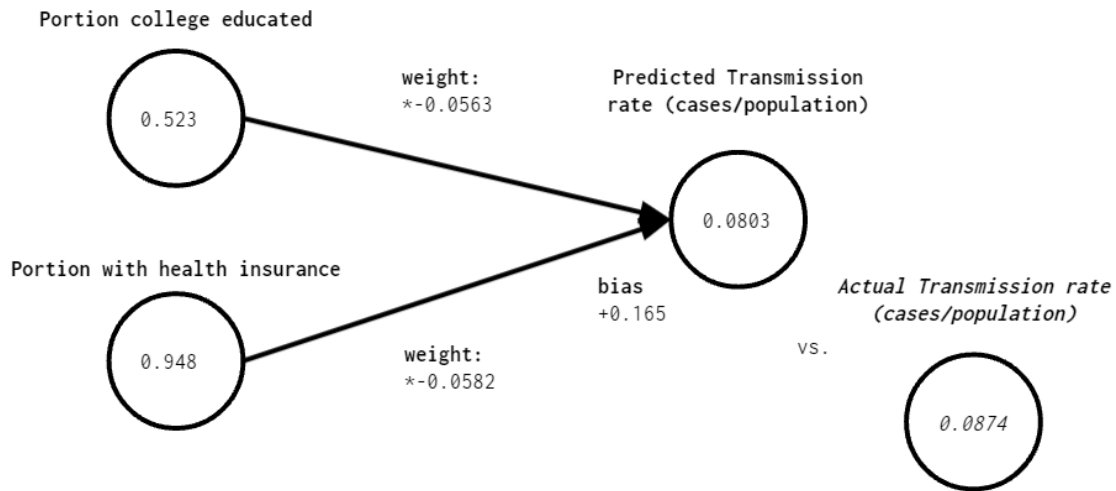 Portion college educated
0.523
weight:
*-0.0563
Predicted Transmission
rate (cases/population)
0.0803
Portion with health insurance
0.948
weight:
*-0.0582
bias
+0.165
vs.
Actual Transmission rate
(cases/population)
0.0874